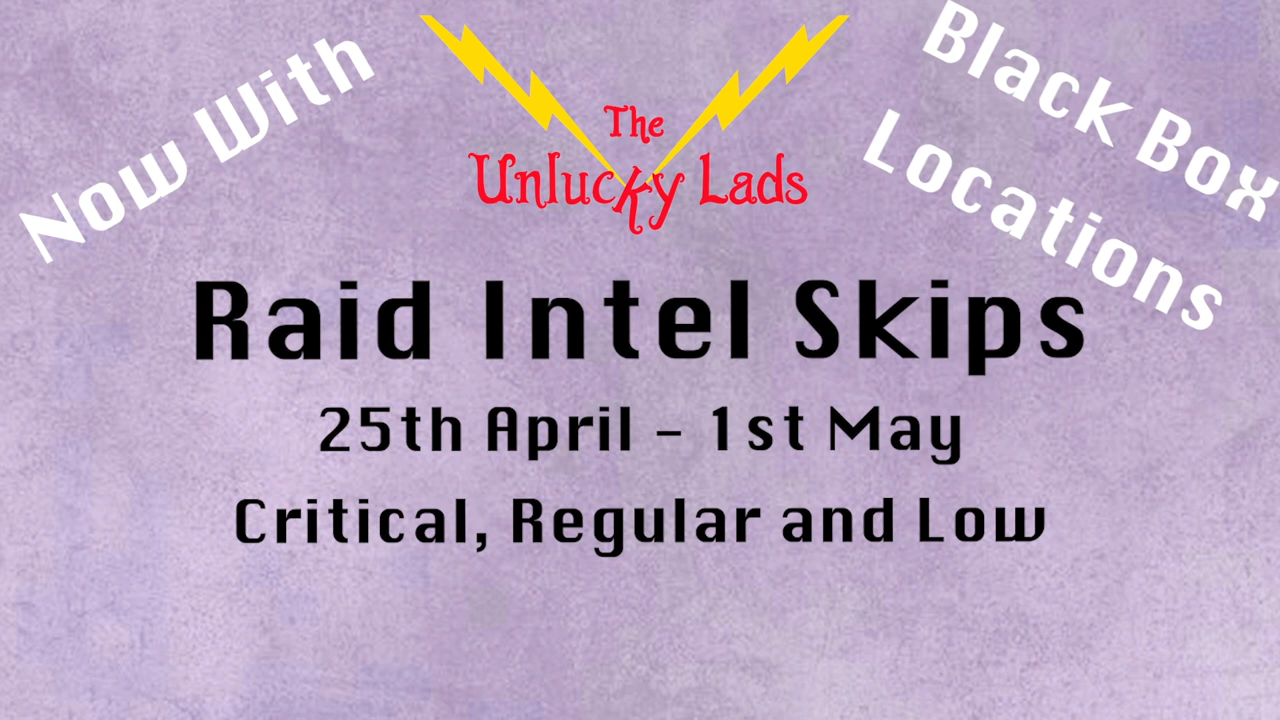 Now With
The
Unlucky Lads
Black Box
Locations
Raid Intel Skips
25th April - 1st May
Critical, Regular and Low